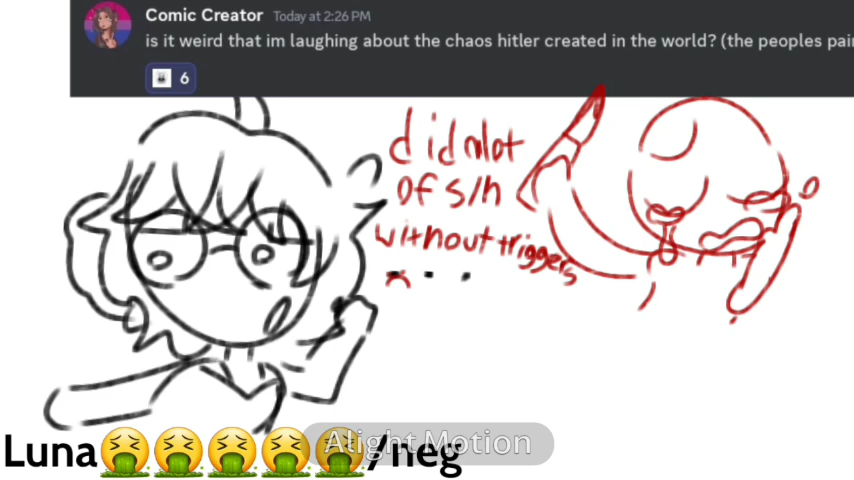 Comic Creator Today at 2:26 PM
is it weird that im laughing about the chaos hitler created in the world? (the peoples pai
6
did alot
of s/h
without triggers
Luna🤮🤮🤮🤮🤮/neg
Alight Motion